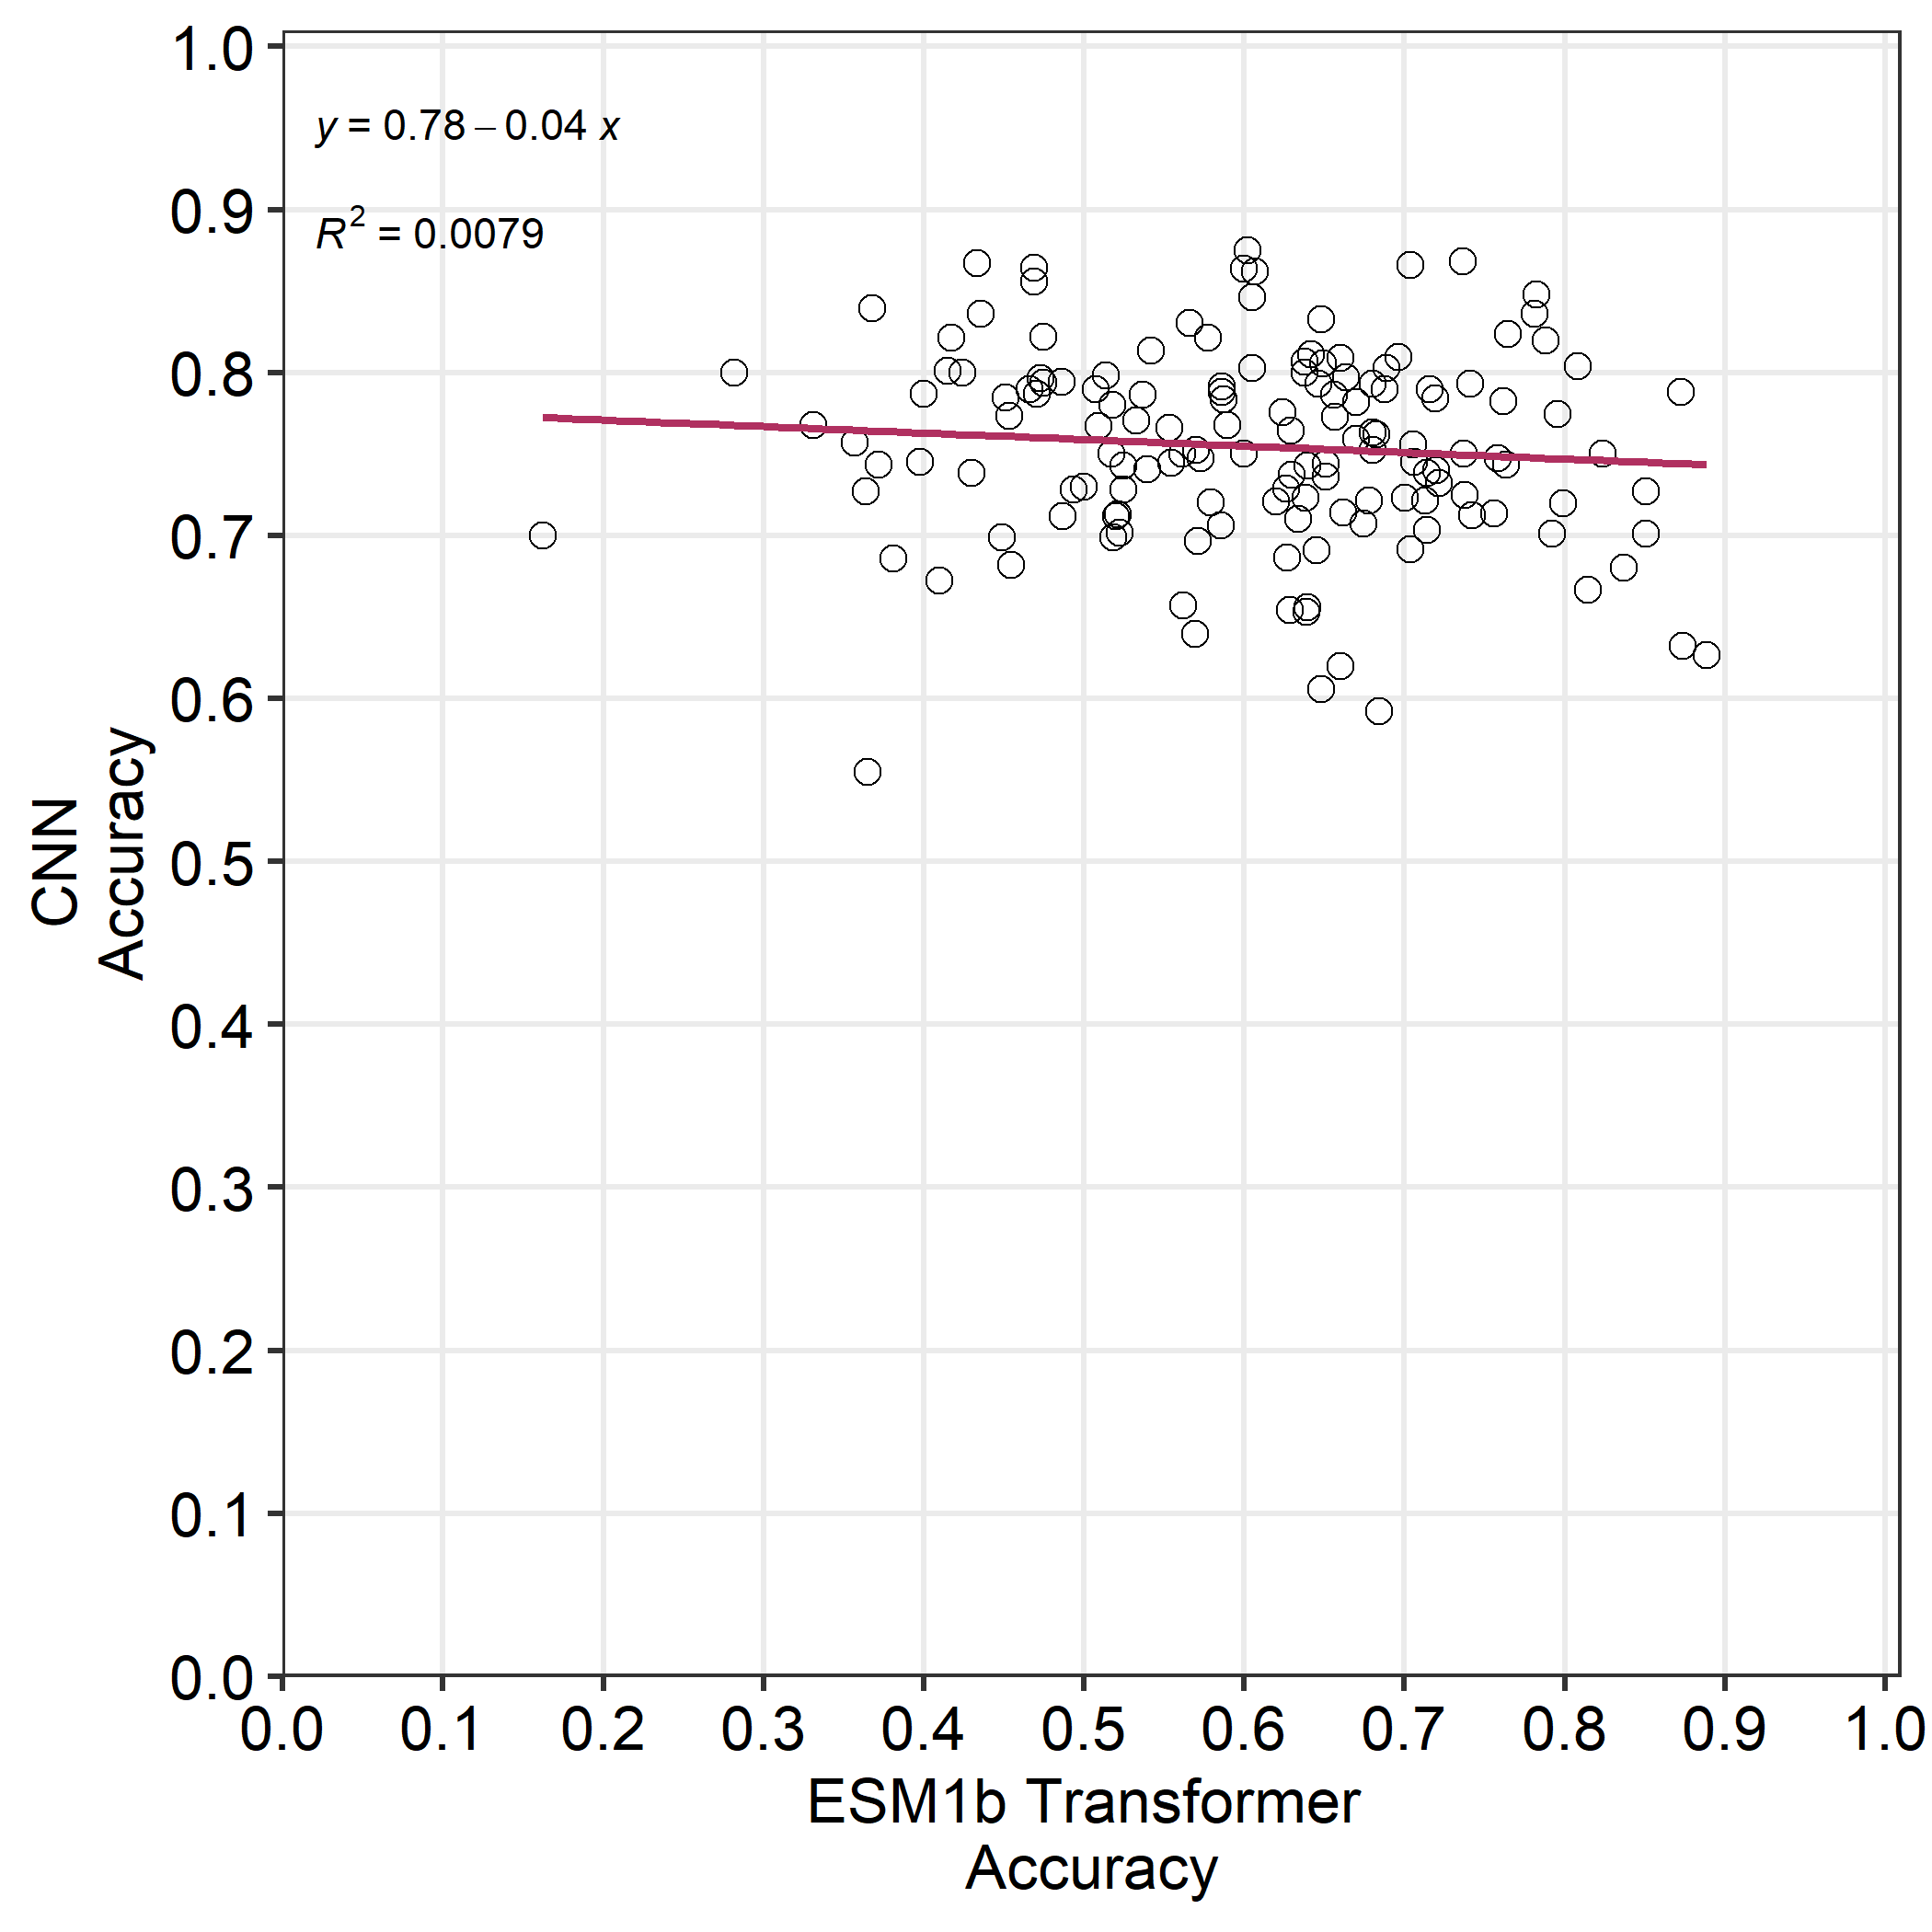 y = 0.78 – 0.04 x
R² = 0.0079
1.0
0.9
0.8
0.7
0.6
0.5
0.4
0.3
0.2
0.1
0.0
CNN
Accuracy
0.0 0.1 0.2 0.3 0.4 0.5 0.6 0.7 0.8 0.9 1.0
ESM1b Transformer
Accuracy